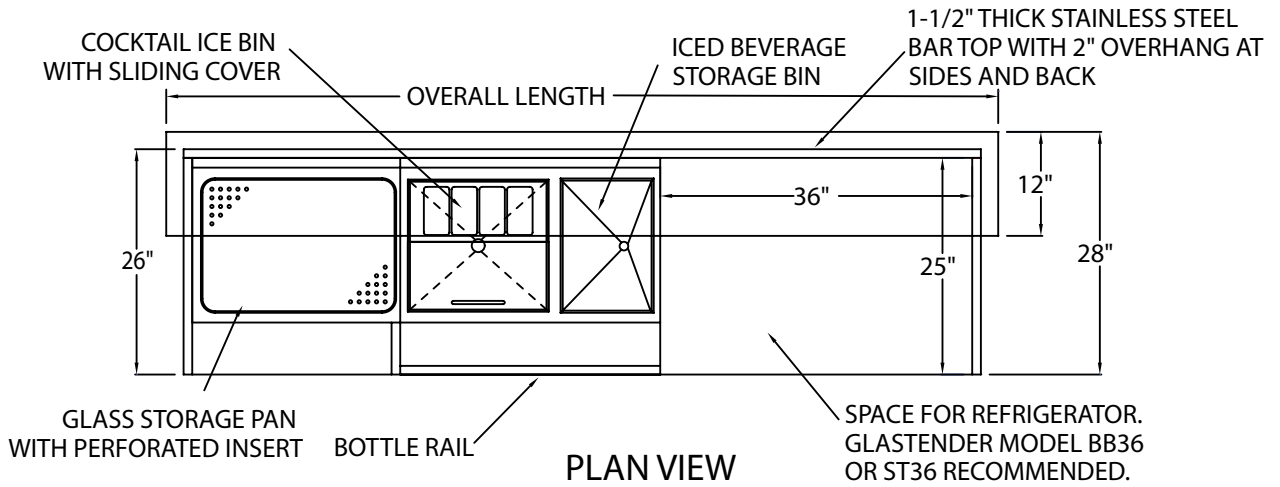 1-1/2" THICK STAINLESS STEEL
BAR TOP WITH 2" OVERHANG AT
SIDES AND BACK
COCKTAIL ICE BIN
WITH SLIDING COVER
ICED BEVERAGE
STORAGE BIN
OVERALL LENGTH
36"
12"
26"
25"
28"
GLASS STORAGE PAN
WITH PERFORATED INSERT
BOTTLE RAIL
SPACE FOR REFRIGERATOR.
GLASTENDER MODEL BB36
OR ST36 RECOMMENDED.
PLAN VIEW